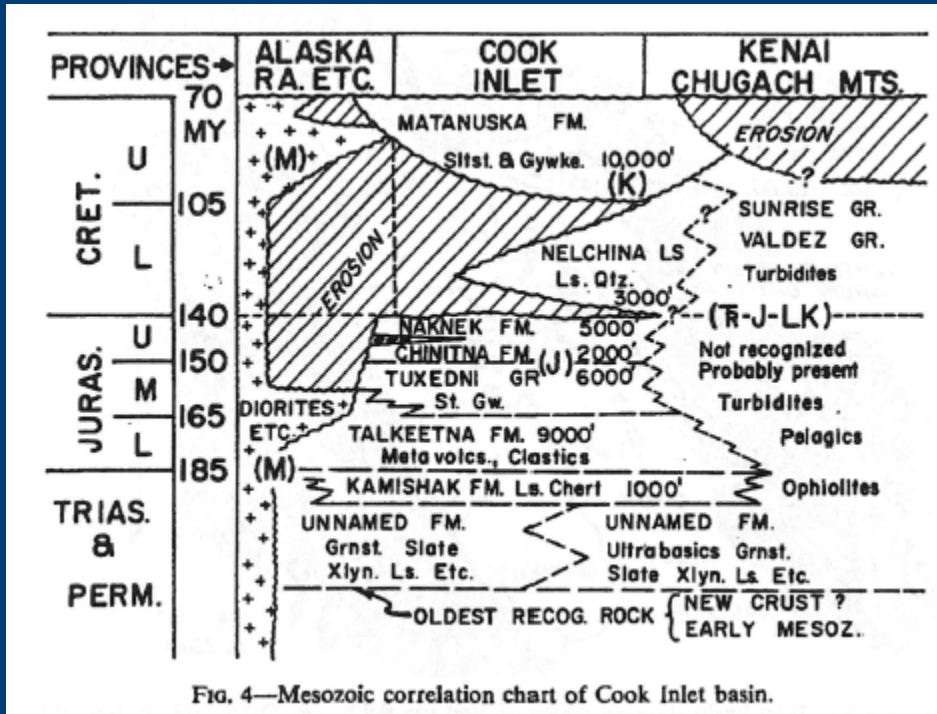 PROVINCES→ ALASKA RA. ETC. COOK INLET KENAI CHUGACH MTS.
70
MY
MATANUSKA FM.
EROSION
U
(M)
Sltst. & Gywke. 10,000'
(K)
?
CRET.
105
?
SUNRISE GR.
VALDEZ GR.
L
EROSION
NELCHINA LS
Ls. Qtz.
Turbidites
3000'
140
?
(TR-J-LK)
U
NAKNEK FM. 5000'
Not recognized
Probably present
150
CHINITNA FM. (J) 2000'
JURAS.
M
TUXEDNI GR 6000'
St. Gw.
Turbidites
165
DIORITES
ETC.
L
TALKEETNA FM. 9000'
Metavolcs., Clastics
Pelagics
185
(M)
KAMISHAK FM. Ls. Chert 1000'
Ophiolites
TRIAS.
&
PERM.
UNNAMED FM.
Grnst. Slate
Xlyn. Ls. Etc.
UNNAMED FM.
Ultrabasics Grnst.
Slate Xlyn. Ls. Etc.
OLDEST RECOG. ROCK { NEW CRUST ?
EARLY MESOZ.
FIG. 4—Mesozoic correlation chart of Cook Inlet basin.